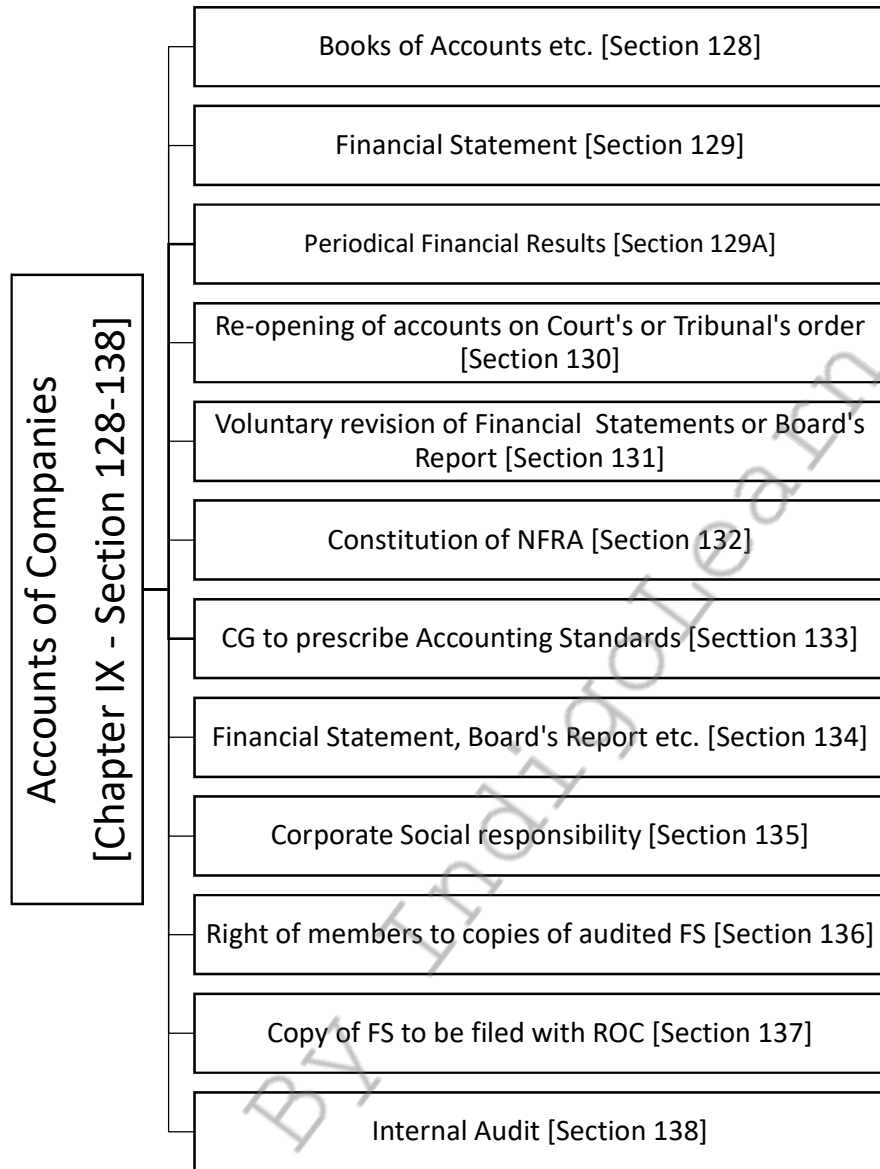 Accounts of Companies
[Chapter IX - Section 128-138]
Books of Accounts etc. [Section 128]
Financial Statement [Section 129]
Periodical Financial Results [Section 129A]
Re-opening of accounts on Court's or Tribunal's order
[Section 130]
Voluntary revision of Financial Statements or Board's
Report [Section 131]
Constitution of NFRA [Section 132]
CG to prescribe Accounting Standards [Secttion 133]
Financial Statement, Board's Report etc. [Section 134]
Corporate Social responsibility [Section 135]
Right of members to copies of audited FS [Section 136]
Copy of FS to be filed with ROC [Section 137]
Internal Audit [Section 138]
By IndigoLearn